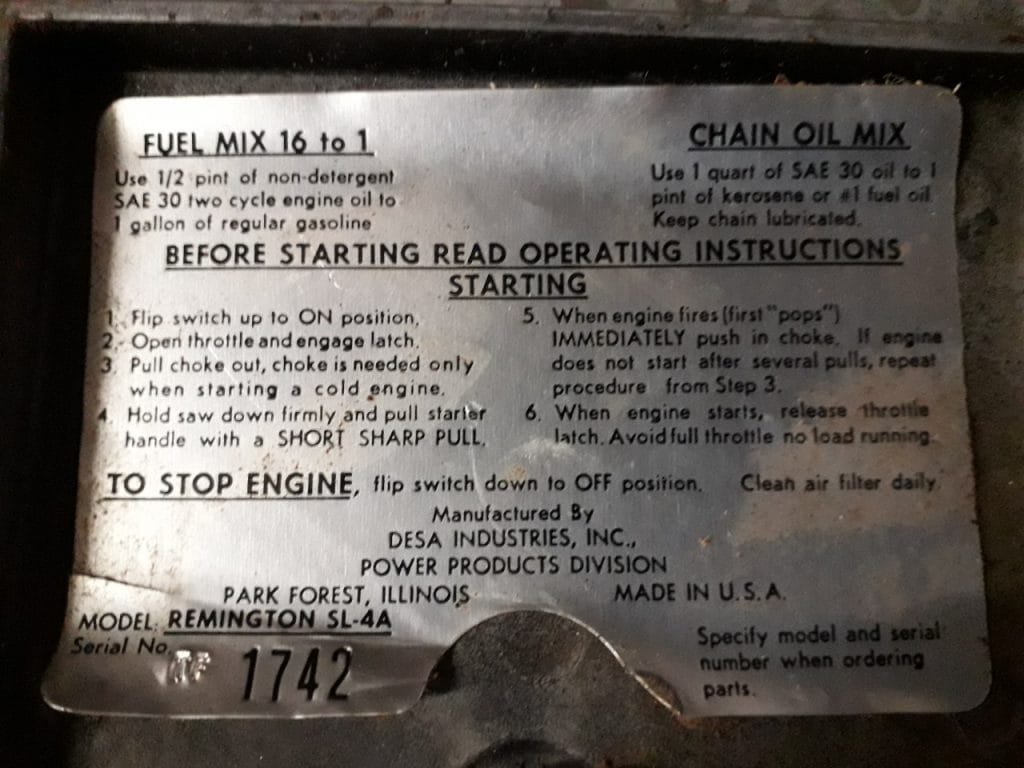 FUEL MIX 16 to 1
Use 1/2 pint of non-detergent
SAE 30 two cycle engine oil to
1 gallon of regular gasoline
CHAIN OIL MIX
Use 1 quart of SAE 30 oil to 1
pint of kerosene or #1 fuel oil.
Keep chain lubricated.
BEFORE STARTING READ OPERATING INSTRUCTIONS
STARTING
1. Flip switch up to ON position.
2. Open throttle and engage latch.
3. Pull choke out, choke is needed only
when starting a cold engine.
4. Hold saw down firmly and pull starter
handle with a SHORT SHARP PULL.
5. When engine fires (first "pops")
IMMEDIATELY push in choke. If engine
does not start after several pulls, repeat
procedure from Step 3.
6. When engine starts, release throttle
latch. Avoid full throttle no load running.
TO STOP ENGINE, flip switch down to OFF position. Clean air filter daily.
Manufactured By
DESA INDUSTRIES, INC.,
POWER PRODUCTS DIVISION
PARK FOREST, ILLINOIS MADE IN U.S.A.
MODEL: REMINGTON SL-4A
Serial No.
1742
Specify model and serial
number when ordering
parts.